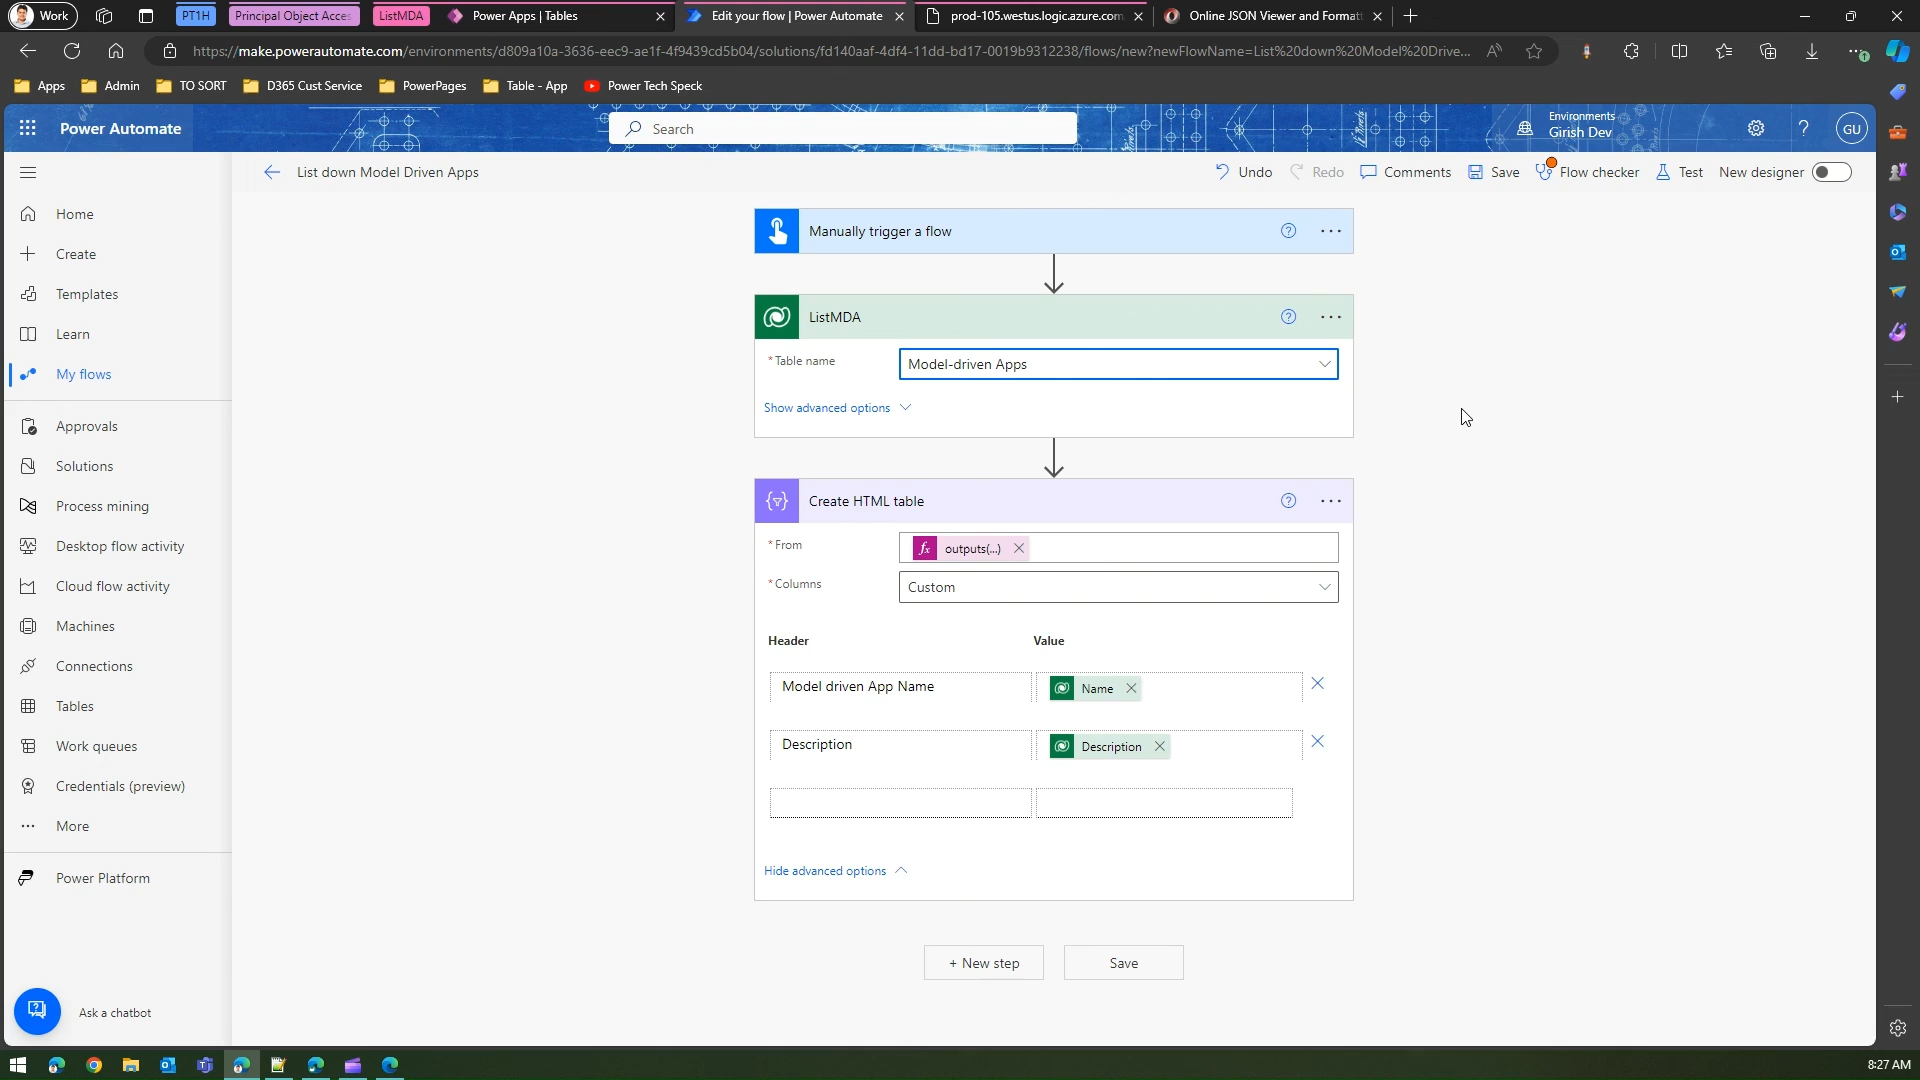 Work
PT1H
Principal Object Acces
ListMDA
Power Apps | Tables
Edit your flow | Power Automate
prod-105.westus.logic.azure.com
Online JSON Viewer and Formatt
https://make.powerautomate.com/environments/d809a10a-3636-eec9-ae1f-4f9439cd5b04/solutions/fd140aaf-4df4-11dd-bd17-0019b9312238/flows/new?newFlowName=List%20down%20Model%20Drive...
Apps
Admin
TO SORT
D365 Cust Service
PowerPages
Table - App
Power Tech Speck
Power Automate
Search
Environments
Girish Dev
GU
List down Model Driven Apps
Undo
Redo
Comments
Save
Flow checker
Test
New designer
Home
Create
Templates
Learn
My flows
Approvals
Solutions
Process mining
Desktop flow activity
Cloud flow activity
Machines
Connections
Tables
Work queues
Credentials (preview)
More
Power Platform
Ask a chatbot
Manually trigger a flow
ListMDA
* Table name
Model-driven Apps
Show advanced options
Create HTML table
* From
fx outputs(...)
* Columns
Custom
Header Value
Model driven App Name Name
Description Description
Hide advanced options
+ New step
Save
8:27 AM